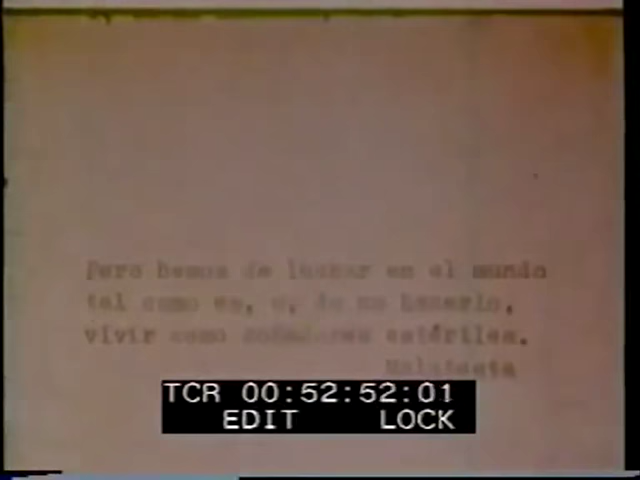 Pero hemos de luchar en el mundo
tal como es, o, de no hacerlo,
vivir como soñadores estériles.
Malatesta
TCR 00:52:52:01
EDIT LOCK